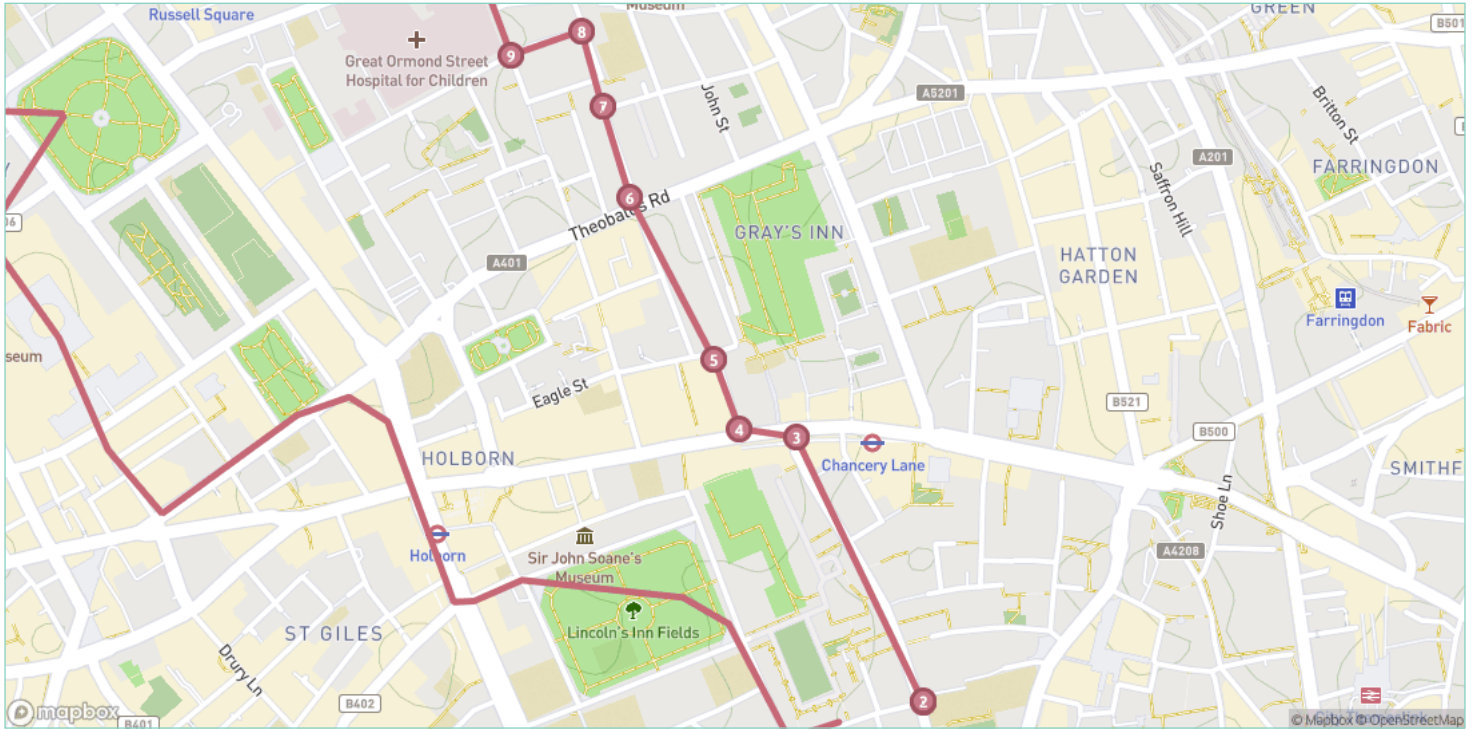 Russell Square
Museum
GREEN
B501
8
9
Great Ormond Street
Hospital for Children
7
John St
A5201
Britton St
A201
FARRINGDON
Saffron Hill
6
Theobalds Rd
GRAY'S INN
A401
HATTON
GARDEN
Farringdon
Fabric
seum
5
Eagle St
B521
4
3
B500
HOLBORN
Chancery Lane
SMITHF
Shoe Ln
Holborn
Sir John Soane's
Museum
A4208
Lincoln's Inn Fields
ST GILES
Drury Ln
B402
2
mapbox
B401
© Mapbox © OpenStreetMap